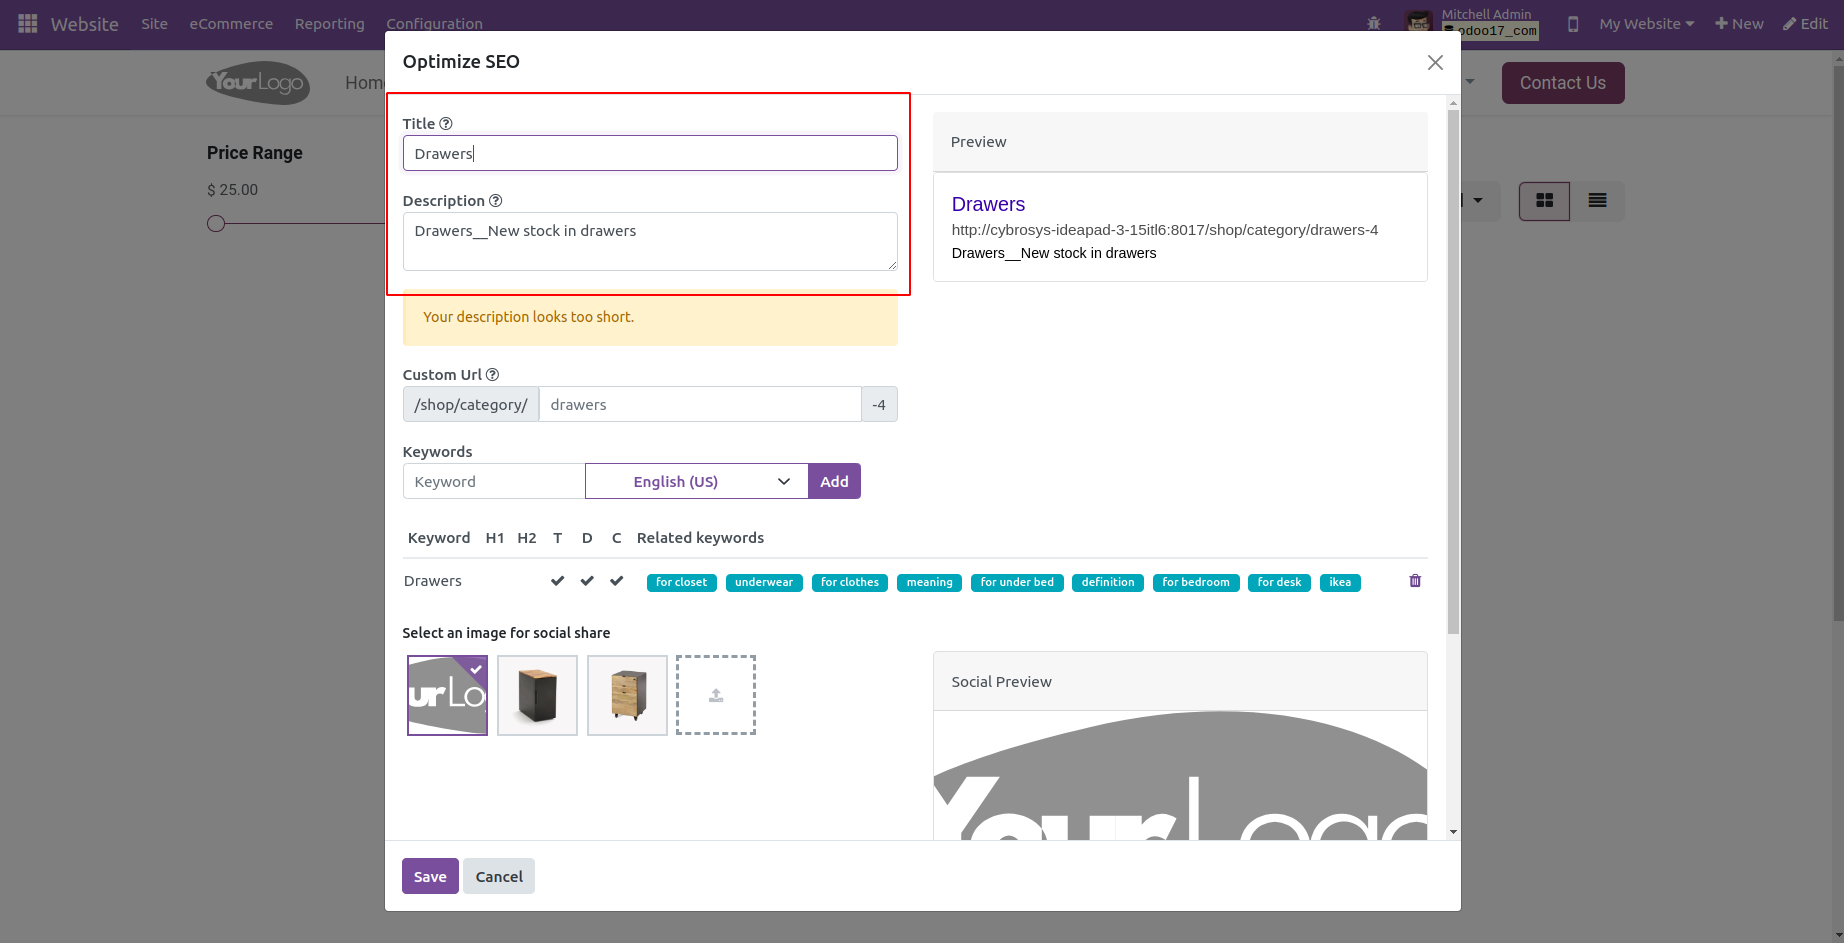 Website Site eCommerce Reporting Configuration
Mitchell Admin
odoo17_com
My Website New Edit
YourLogo
Home
Contact Us
Price Range
$ 25.00
Optimize SEO
Title
Drawers
Description
Drawers__New stock in drawers
Your description looks too short.
Custom Url
/shop/category/ drawers -4
Keywords
Keyword English (US) Add
Keyword H1 H2 T D C Related keywords
Drawers for closet underwear for clothes meaning for under bed definition for bedroom for desk ikea
Select an image for social share
ur Lo
Preview
Drawers
http://cybrosys-ideapad-3-15itl6:8017/shop/category/drawers-4
Drawers__New stock in drawers
Social Preview
YourLogo
Save Cancel